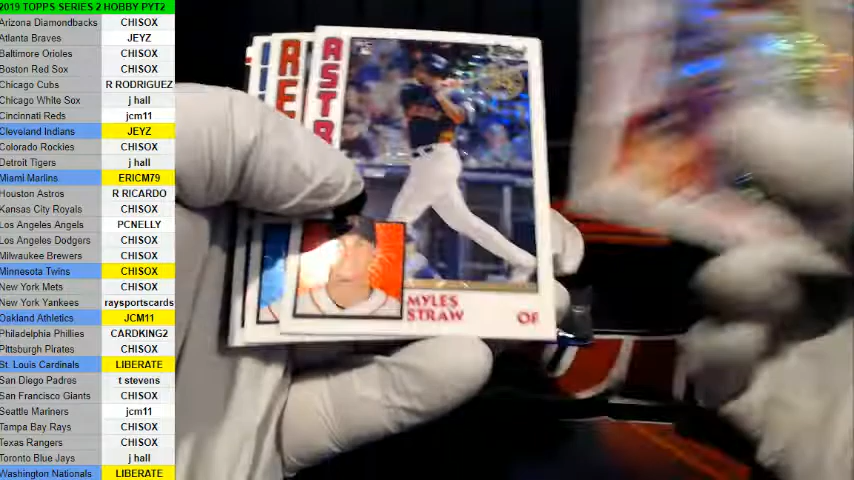 2019 TOPPS SERIES 2 HOBBY PYT2
Arizona Diamondbacks CHISOX
Atlanta Braves JEYZ
Baltimore Orioles CHISOX
Boston Red Sox CHISOX
Chicago Cubs R RODRIGUEZ
Chicago White Sox j hall
Cincinnati Reds jcm11
Cleveland Indians JEYZ
Colorado Rockies CHISOX
Detroit Tigers j hall
Miami Marlins ERICM79
Houston Astros R RICARDO
Kansas City Royals CHISOX
Los Angeles Angels PCNELLY
Los Angeles Dodgers CHISOX
Milwaukee Brewers CHISOX
Minnesota Twins CHISOX
New York Mets CHISOX
New York Yankees raysportscards
Oakland Athletics JCM11
Philadelphia Phillies CARDKING2
Pittsburgh Pirates CHISOX
St. Louis Cardinals LIBERATE
San Diego Padres t stevens
San Francisco Giants CHISOX
Seattle Mariners jcm11
Tampa Bay Rays CHISOX
Texas Rangers CHISOX
Toronto Blue Jays j hall
Washington Nationals LIBERATE
RE
ASTR
MYLES
STRAW
OF